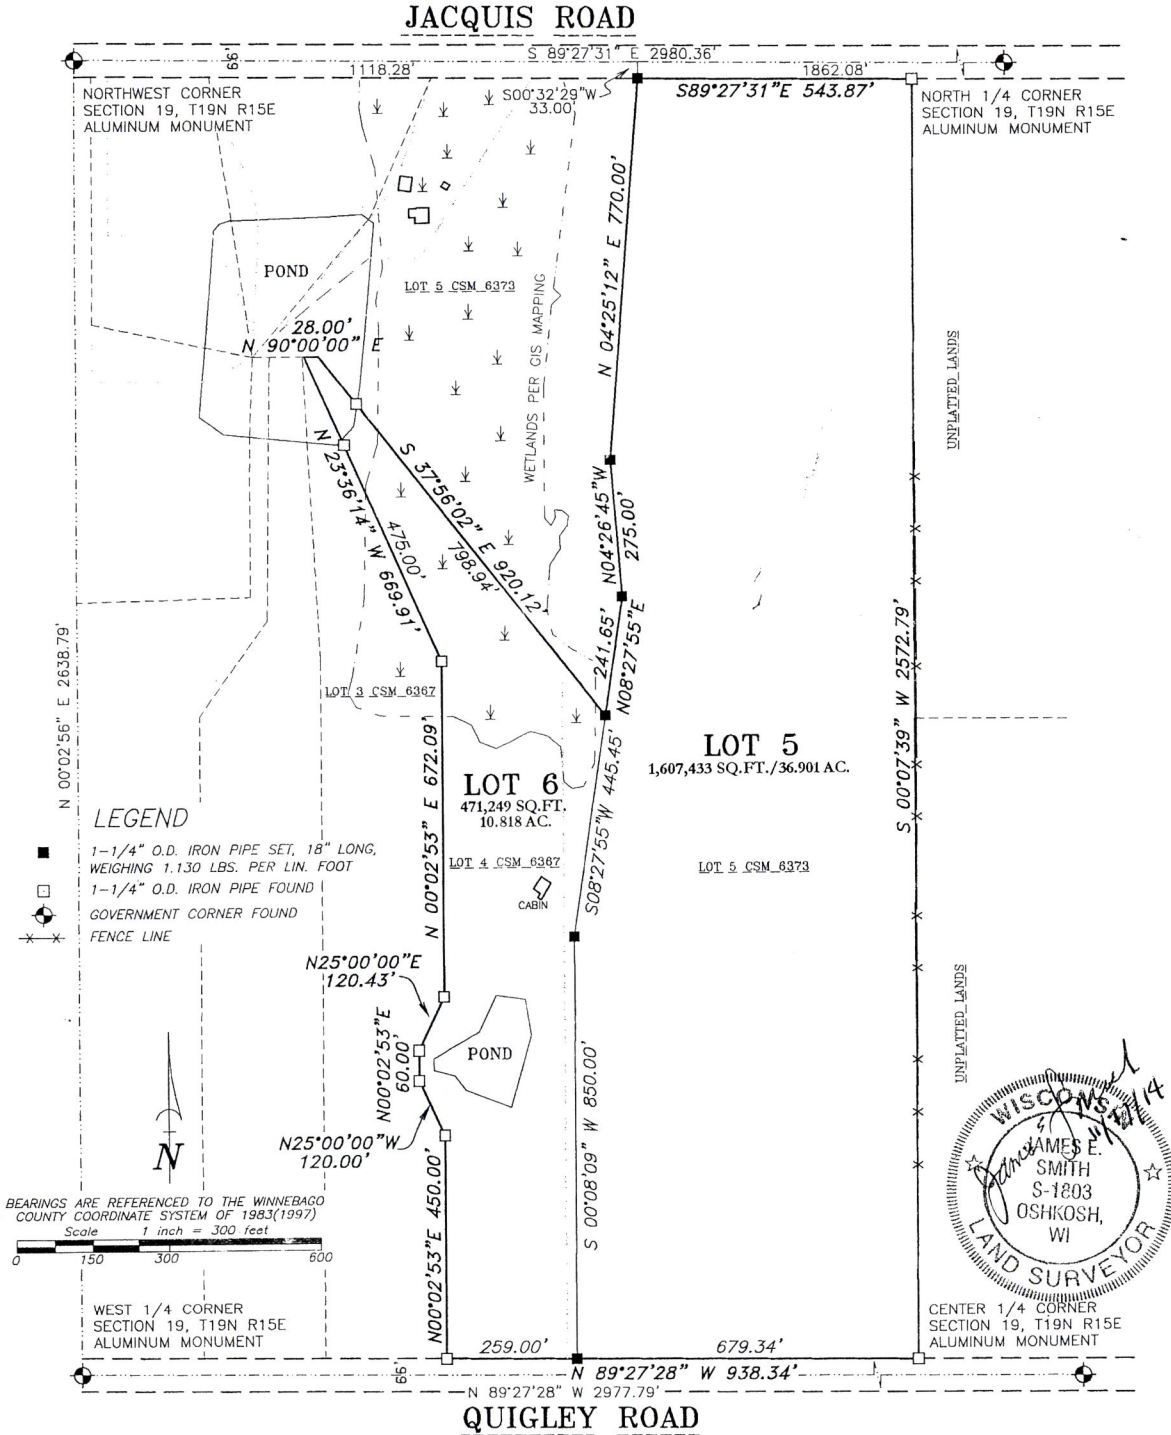 JACQUIS ROAD
S 89°27'31" E 2980.36'
66'
1118.28'
1862.08'
NORTHWEST CORNER
SECTION 19, T19N R15E
ALUMINUM MONUMENT
S00°32'29"W
33.00'
S89°27'31"E 543.87'
NORTH 1/4 CORNER
SECTION 19, T19N R15E
ALUMINUM MONUMENT
N 04°25'12" E 770.00'
POND
LOT 5 CSM 6373
WETLANDS PER GIS MAPPING
28.00'
N 90°00'00" E
UNPLATTED LANDS
N 23°36'14" W 669.91'
475.00'
S 37°56'02" E 920.12'
798.94'
N04°26'45"W
275.00'
241.65'
N08°27'55"E
N 00°02'56" E 2638.79'
S 00°07'39" W 2572.79'
LOT 3 CSM 6367
N 00°02'53" E 672.09'
LOT 5
1,607,433 SQ.FT./36.901 AC.
LOT 6
471,249 SQ.FT.
10.818 AC.
S08°27'55"W 445.45'
LEGEND
1-1/4" O.D. IRON PIPE SET, 18" LONG,
WEIGHING 1.130 LBS. PER LIN. FOOT
1-1/4" O.D. IRON PIPE FOUND
GOVERNMENT CORNER FOUND
FENCE LINE
LOT 4 CSM 6367
LOT 5 CSM 6373
CABIN
N25°00'00"E
120.43'
N00°02'53"E
60.00'
POND
N25°00'00"W
120.00'
S 00°08'09" W 850.00'
UNPLATTED LANDS
N
BEARINGS ARE REFERENCED TO THE WINNEBAGO
COUNTY COORDINATE SYSTEM OF 1983(1997)
Scale 1 inch = 300 feet
0 150 300 600
N00°02'53"E 450.00'
WISCONSIN
JAMES E.
SMITH
S-1803
OSHKOSH,
WI
LAND SURVEYOR
WEST 1/4 CORNER
SECTION 19, T19N R15E
ALUMINUM MONUMENT
CENTER 1/4 CORNER
SECTION 19, T19N R15E
ALUMINUM MONUMENT
259.00'
679.34'
66'
N 89°27'28" W 938.34'
N 89°27'28" W 2977.79'
QUIGLEY ROAD